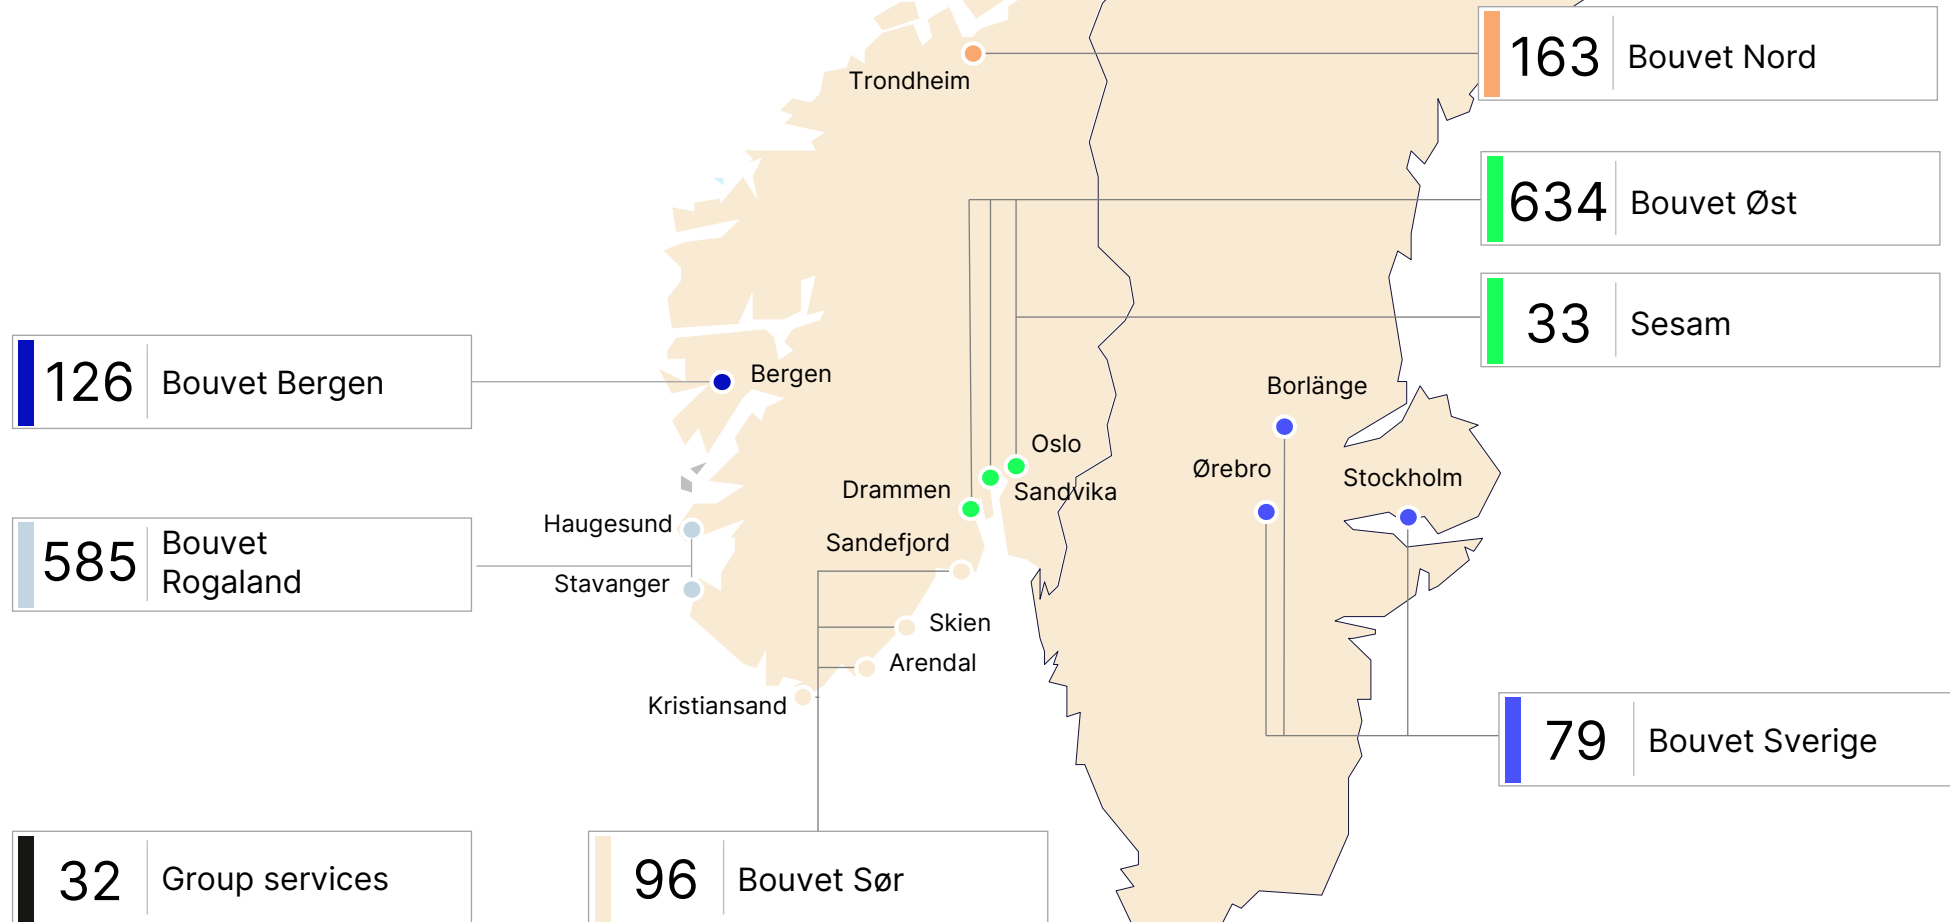 163
Bouvet Nord
Trondheim
634
Bouvet Øst
33
Sesam
126
Bouvet Bergen
Bergen
Borlänge
Oslo
Ørebro
Stockholm
Drammen
Sandvika
Haugesund
585
Bouvet
Rogaland
Sandefjord
Stavanger
Skien
Arendal
Kristiansand
79
Bouvet Sverige
32
Group services
96
Bouvet Sør